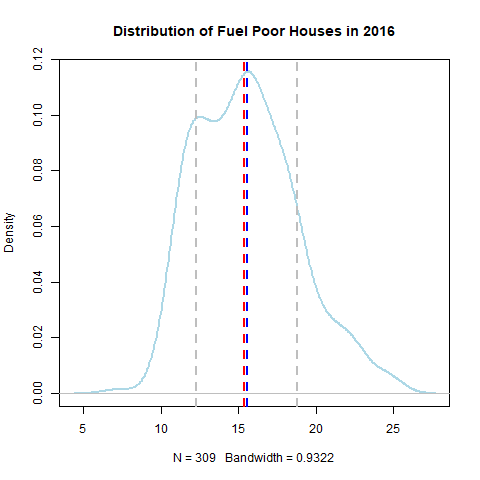 Distribution of Fuel Poor Houses in 2016
Density
0.12
0.10
0.08
0.06
0.04
0.02
0.00
5 10 15 20 25
N = 309 Bandwidth = 0.9322